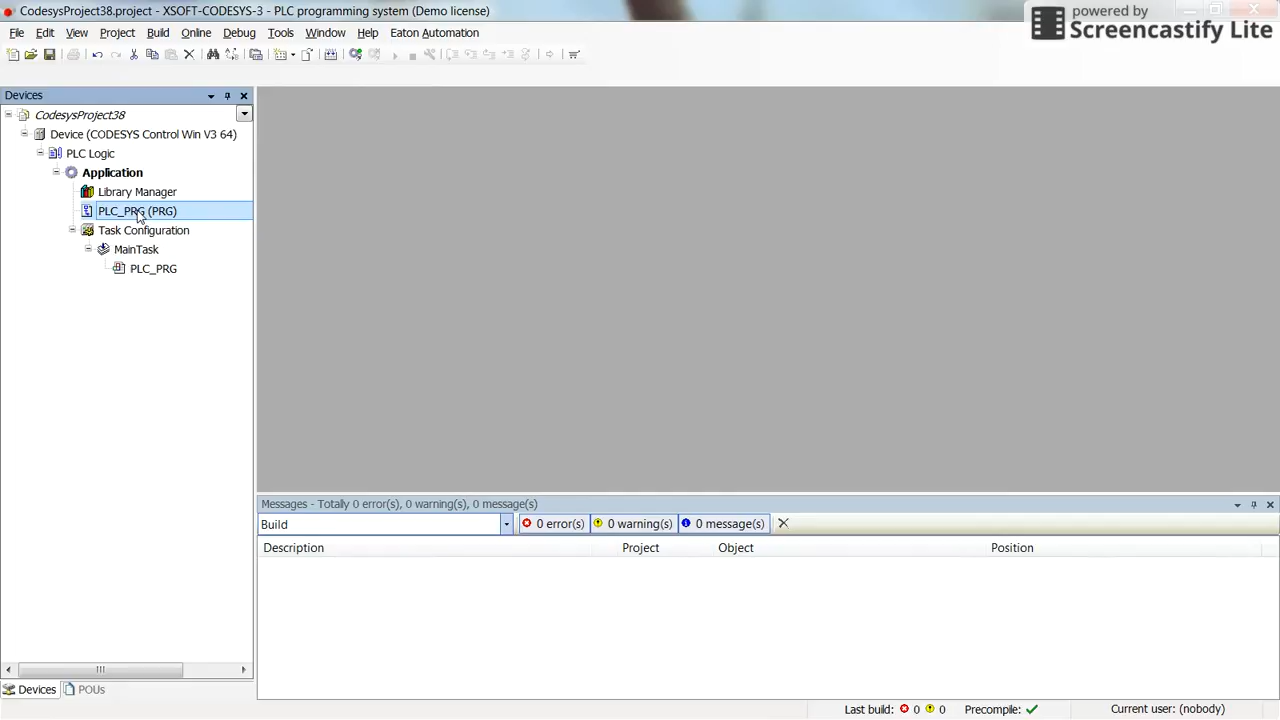 CodesysProject38.project - XSOFT-CODESYS-3 - PLC programming system (Demo license)
powered by
Screencastify Lite
File Edit View Project Build Online Debug Tools Window Help Eaton Automation
Devices
CodesysProject38
Device (CODESYS Control Win V3 64)
PLC Logic
Application
Library Manager
PLC_PRG (PRG)
Task Configuration
MainTask
PLC_PRG
Messages - Totally 0 error(s), 0 warning(s), 0 message(s)
Build 0 error(s) 0 warning(s) 0 message(s)
Description Project Object Position
Devices POUs
Last build: 0 0 Precompile: Current user: (nobody)